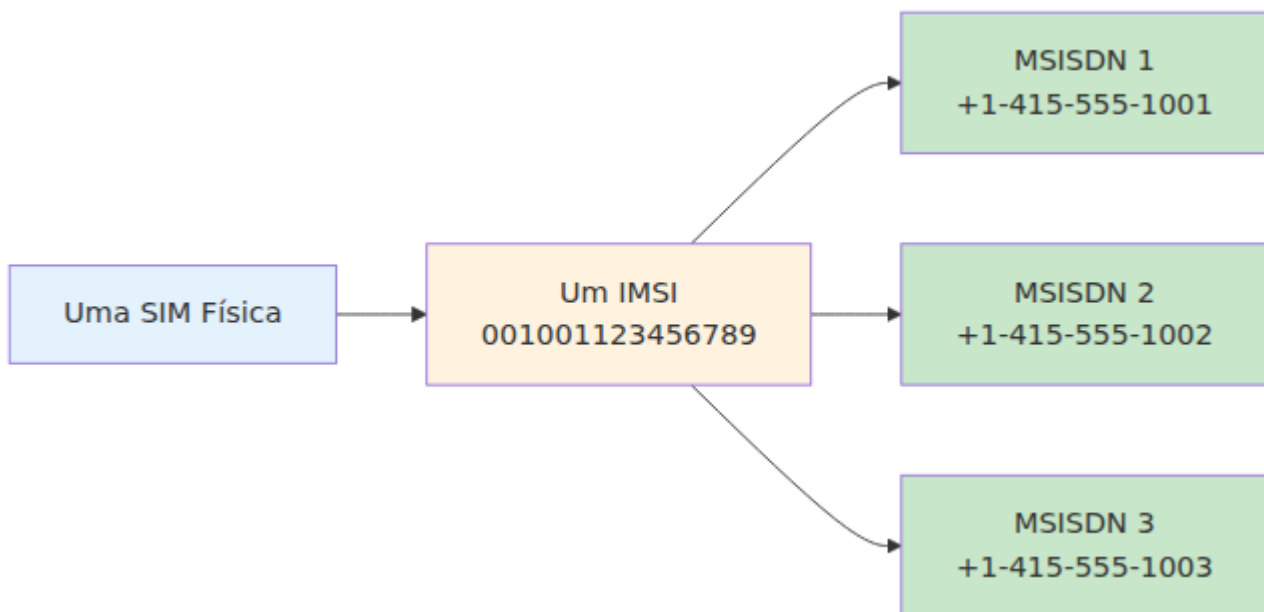 Uma SIM Física
Um IMSI
001001123456789
MSISDN 1
+1-415-555-1001
MSISDN 2
+1-415-555-1002
MSISDN 3
+1-415-555-1003